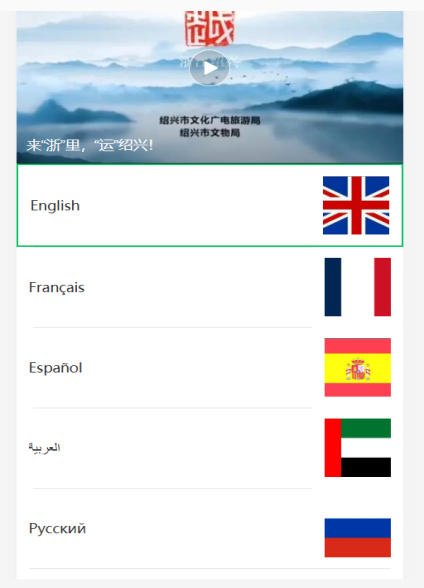 绍兴市文化广电旅游局
绍兴市文物局
来“浙”里，“运”绍兴！
English
Français
Español
العربية
Русский